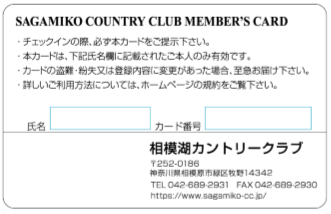 SAGAMIKO COUNTRY CLUB MEMBER'S CARD
・チェックインの際、必ず本カードをご提示下さい。
・本カードは、下記氏名欄に記載されたご本人のみ有効です。
・カードの盗難・紛失又は登録内容に変更があった場合、至急お届け下さい。
・詳しいご利用方法については、ホームページの規約をご覧下さい。
氏名 カード番号
相模湖カントリークラブ
〒252-0186
神奈川県相模原市緑区牧野14342
TEL 042-689-2931 FAX 042-689-2930
https://www.sagamiko-cc.jp/